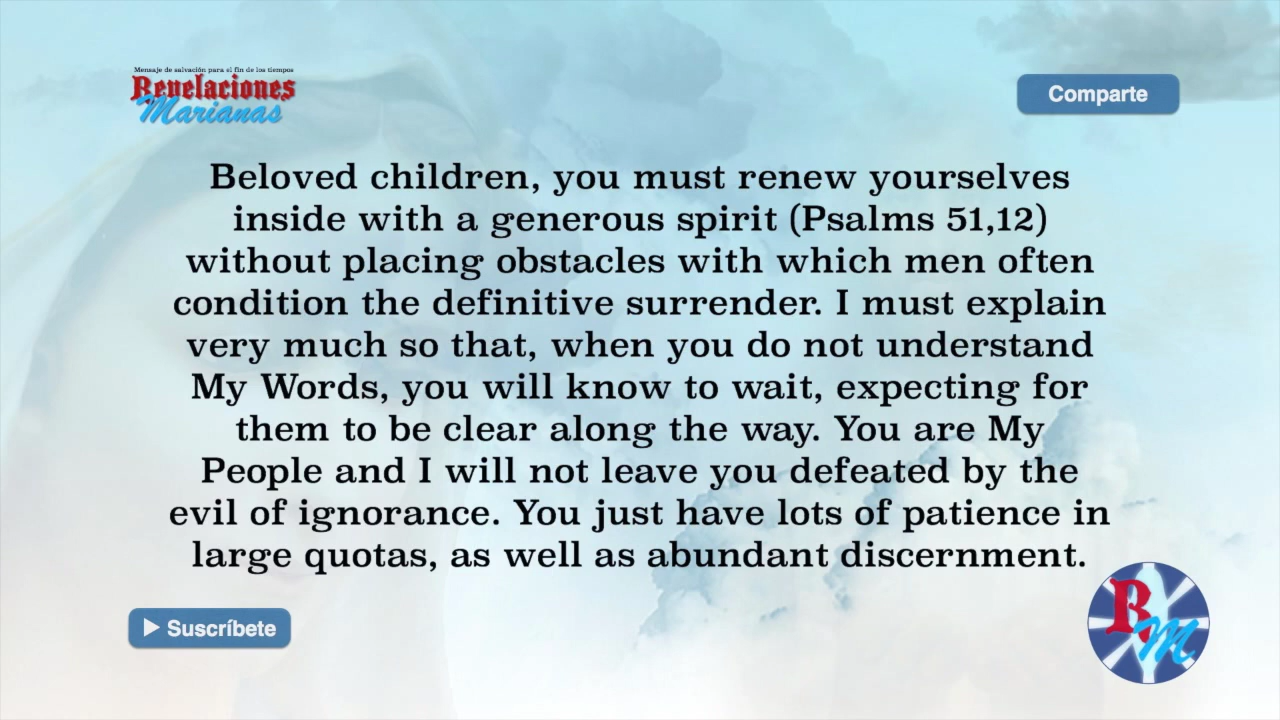 Mensaje de salvación para el fin de los tiempos
Revelaciones
Marianas
Comparte
Beloved children, you must renew yourselves
inside with a generous spirit (Psalms 51,12)
without placing obstacles with which men often
condition the definitive surrender. I must explain
very much so that, when you do not understand
My Words, you will know to wait, expecting for
them to be clear along the way. You are My
People and I will not leave you defeated by the
evil of ignorance. You just have lots of patience in
large quotas, as well as abundant discernment.
Suscríbete
RM